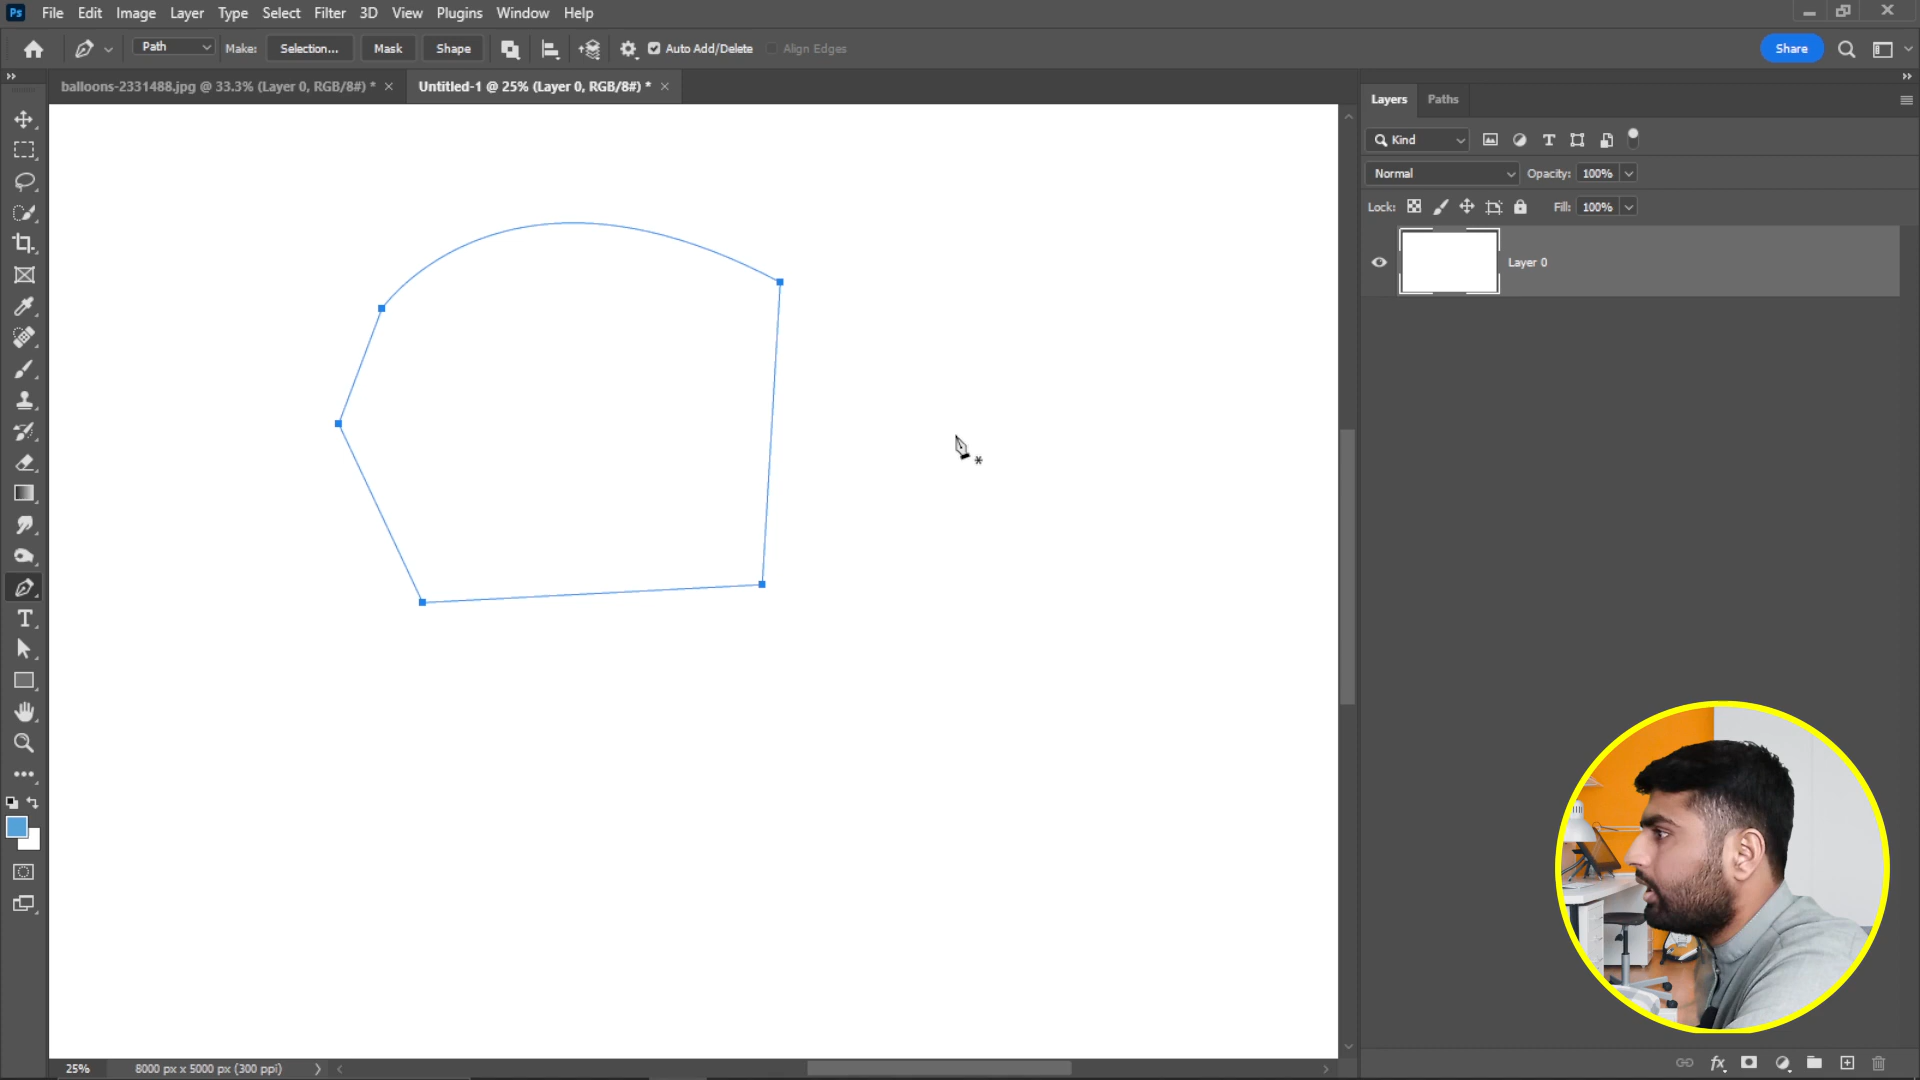 Ps File Edit Image Layer Type Select Filter 3D View Plugins Window Help
Path Make: Selection... Mask Shape Auto Add/Delete Align Edges Share
balloons-2331488.jpg @ 33.3% (Layer 0, RGB/8#) * × Untitled-1 @ 25% (Layer 0, RGB/8#) * ×
Layers Paths
Kind
Normal Opacity: 100%
Lock: Fill: 100%
Layer 0
25% 8000 px x 5000 px (300 ppi)